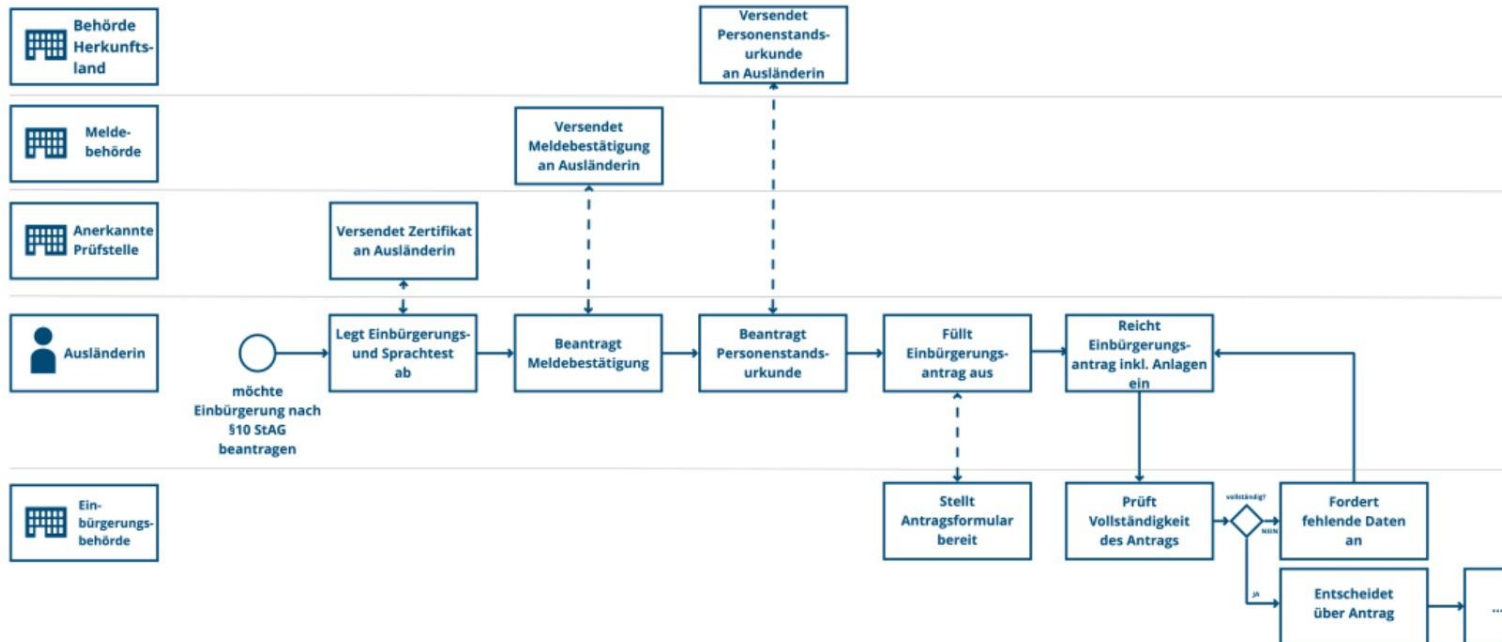 Behörde
Herkunfts-
land
Versendet
Personenstands-
urkunde
an Ausländerin
Melde-
behörde
Versendet
Meldebestätigung
an Ausländerin
Anerkannte
Prüfstelle
Versendet Zertifikat
an Ausländerin
Ausländerin
möchte
Einbürgerung nach
§10 StAG
beantragen
Legt Einbürgerungs-
und Sprachtest
ab
Beantragt
Meldebestätigung
Beantragt
Personenstands-
urkunde
Füllt
Einbürgerungs-
antrag aus
Reicht
Einbürgerungs-
antrag inkl. Anlagen
ein
Ein-
bürgerungs-
behörde
Stellt
Antragsformular
bereit
Prüft
Vollständigkeit
des Antrags
vollständig?
NEIN
Fordert
fehlende Daten
an
JA
Entscheidet
über Antrag
...